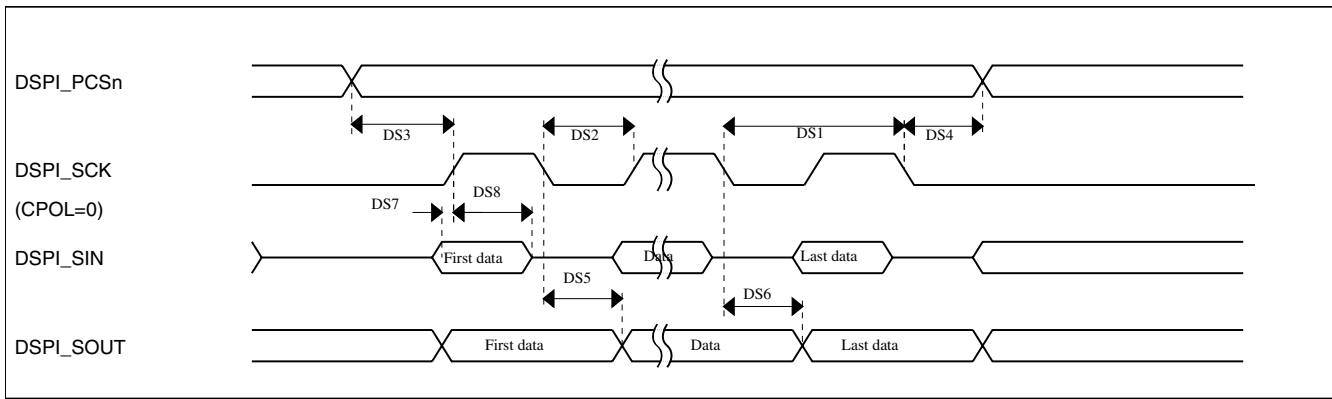 DSPI_PCSn
DS3
DS2
DS1
DS4
DSPI_SCK
(CPOL=0)
DS7
DS8
DSPI_SIN
First data
Data
Last data
DS5
DS6
DSPI_SOUT
First data
Data
Last data